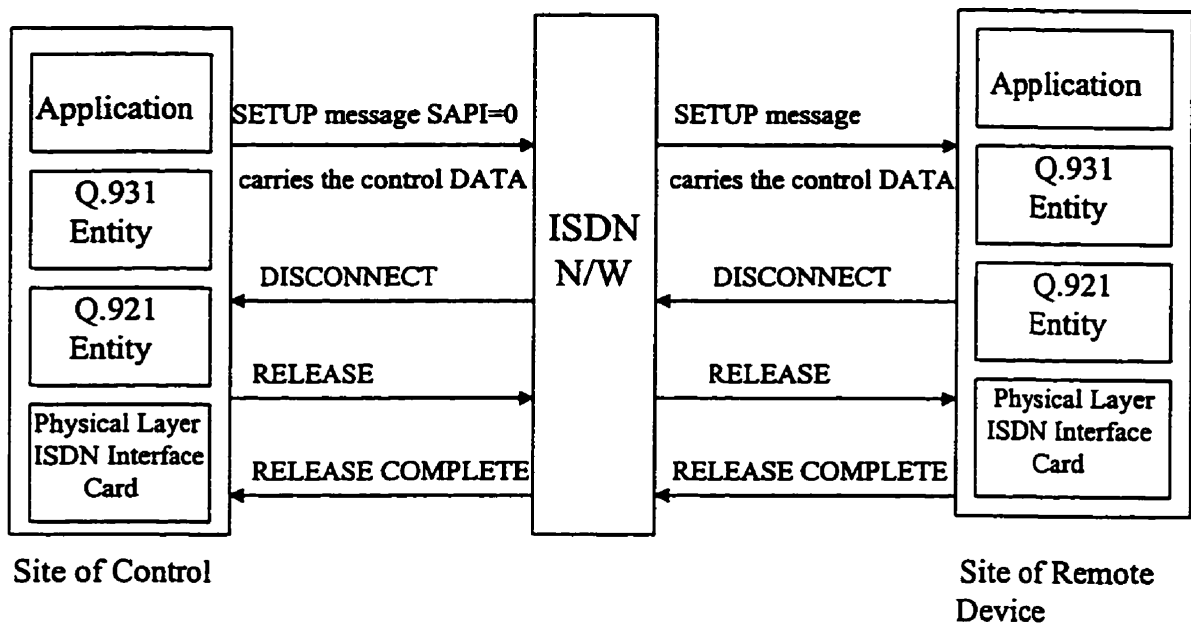 Application
Q.931
Entity
Q.921
Entity
Physical Layer
ISDN Interface
Card
Site of Control
SETUP message SAPI=0
carries the control DATA
DISCONNECT
RELEASE
RELEASE COMPLETE
ISDN
N/W
SETUP message
carries the control DATA
DISCONNECT
RELEASE
RELEASE COMPLETE
Application
Q.931
Entity
Q.921
Entity
Physical Layer
ISDN Interface
Card
Site of Remote
Device